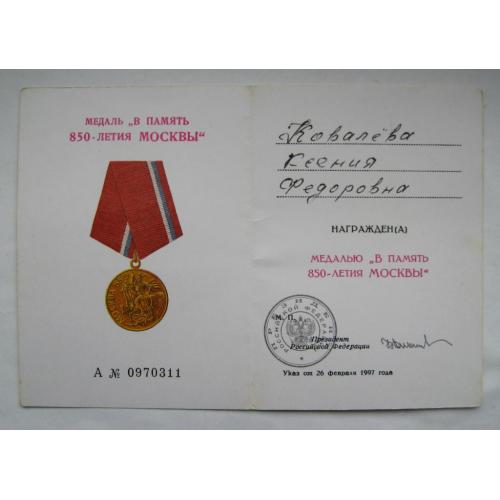 МЕДАЛЬ „В ПАМЯТЬ
850-ЛЕТИЯ МОСКВЫ“
А № 0970311
Ковалёва
Ксения
Федоровна
НАГРАЖДЕН(А)
МЕДАЛЬЮ „В ПАМЯТЬ
850-ЛЕТИЯ МОСКВЫ“
М. П.
Президент
Российской Федерации
Указ от 26 февраля 1997 года